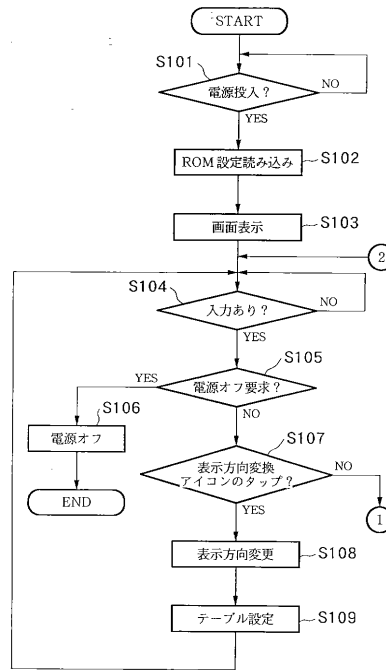 START
S101
電源投入？
NO
YES
ROM 設定読み込み
S102
画面表示
S103
2
S104
入力あり？
NO
YES
S105
YES
電源オフ要求？
S106
NO
電源オフ
S107
表示方向変換
アイコンのタップ？
NO
END
YES
1
表示方向変更
S108
テーブル設定
S109